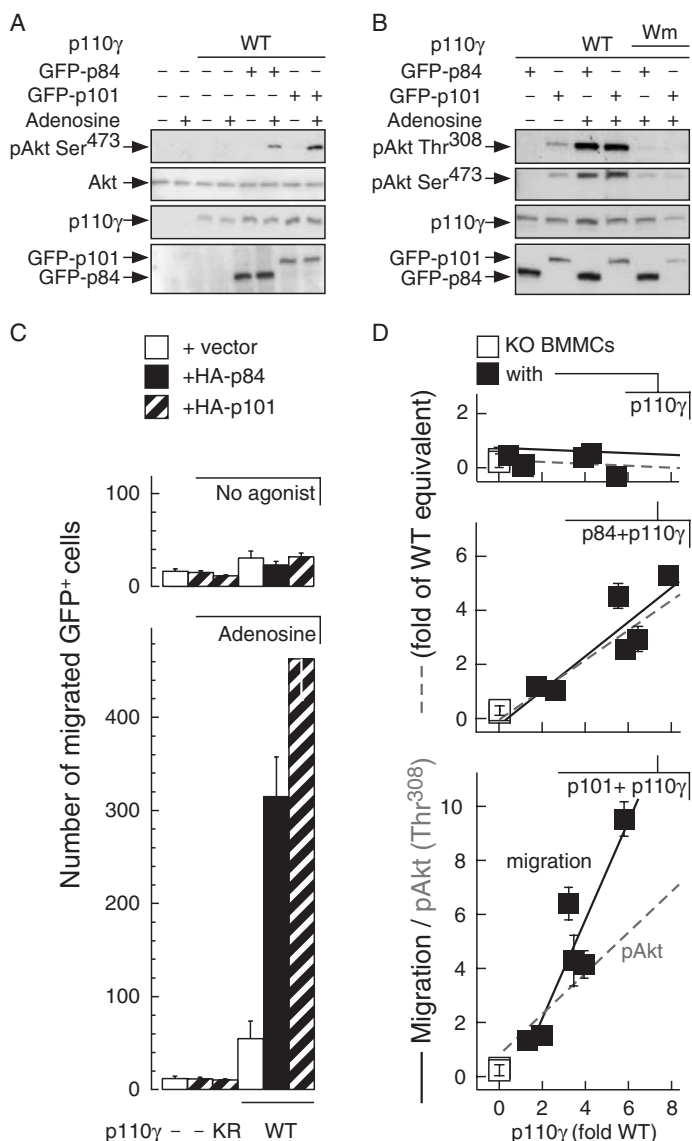 A
p110γ WT
GFP-p84 – – – – + + – –
GFP-p101 – – – – – – + +
Adenosine – + – + – + – +
pAkt Ser473
Akt
p110γ
GFP-p101
GFP-p84
B
p110γ WT Wm
GFP-p84 + – + – + –
GFP-p101 – + – + – +
Adenosine – – + + + +
pAkt Thr308
pAkt Ser473
p110γ
GFP-p101
GFP-p84
C
+ vector
+HA-p84
+HA-p101
Number of migrated GFP+ cells
100
No agonist
0
Adenosine
400
300
200
100
0
p110γ – – KR WT
D
KO BMMCs
with
p110γ
2
0
p84+p110γ
6
4
2
0
p101+ p110γ
10
8
6
4
2
0
migration
pAkt
Migration / pAkt (Thr308)
(fold of WT equivalent)
0 2 4 6 8
p110γ (fold WT)